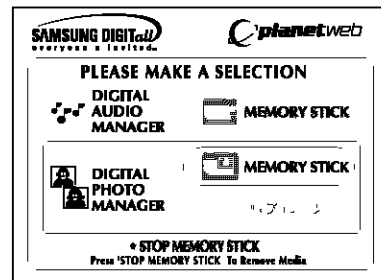 SAMSUNG DIGITall
everyone's invited™
planetweb
PLEASE MAKE A SELECTION
DIGITAL
AUDIO
MANAGER
MEMORY STICK
DIGITAL
PHOTO
MANAGER
MEMORY STICK
STOP MEMORY STICK
Press 'STOP MEMORY STICK To Remove Media